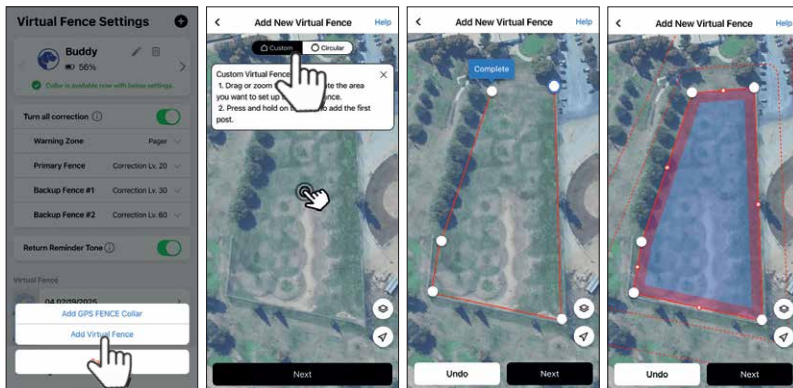 Virtual Fence Settings
Buddy
56%
Collar is available now with below settings.
Turn all correction
Warning Zone Pager
Primary Fence Correction Lv. 20
Backup Fence #1 Correction Lv. 30
Backup Fence #2 Correction Lv. 60
Return Reminder Tone
Virtual Fence
04 02/19/2025
Add GPS FENCE Collar
Add Virtual Fence
Add New Virtual Fence Help
Custom Circular
Custom Virtual Fence
1. Drag or zoom the area
you want to set up
2. Press and hold on to add the first
post.
Next
Add New Virtual Fence Help
Complete
Undo Next
Add New Virtual Fence Help
Undo Next